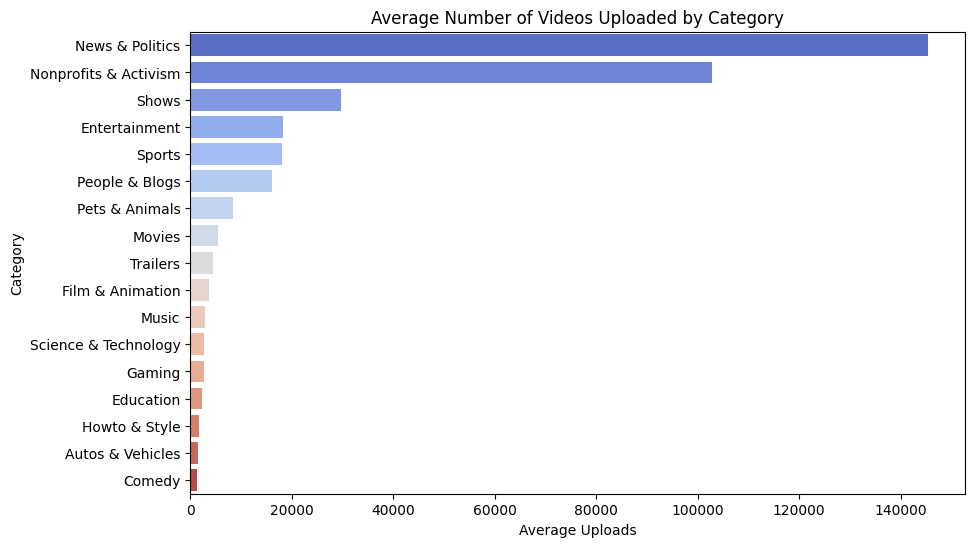 Average Number of Videos Uploaded by Category
Category
News & Politics
Nonprofits & Activism
Shows
Entertainment
Sports
People & Blogs
Pets & Animals
Movies
Trailers
Film & Animation
Music
Science & Technology
Gaming
Education
Howto & Style
Autos & Vehicles
Comedy
0 20000 40000 60000 80000 100000 120000 140000
Average Uploads